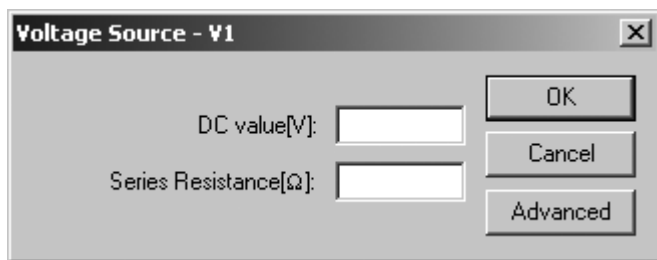 Voltage Source - V1
DC value[V]:
Series Resistance[Ω]:
OK
Cancel
Advanced